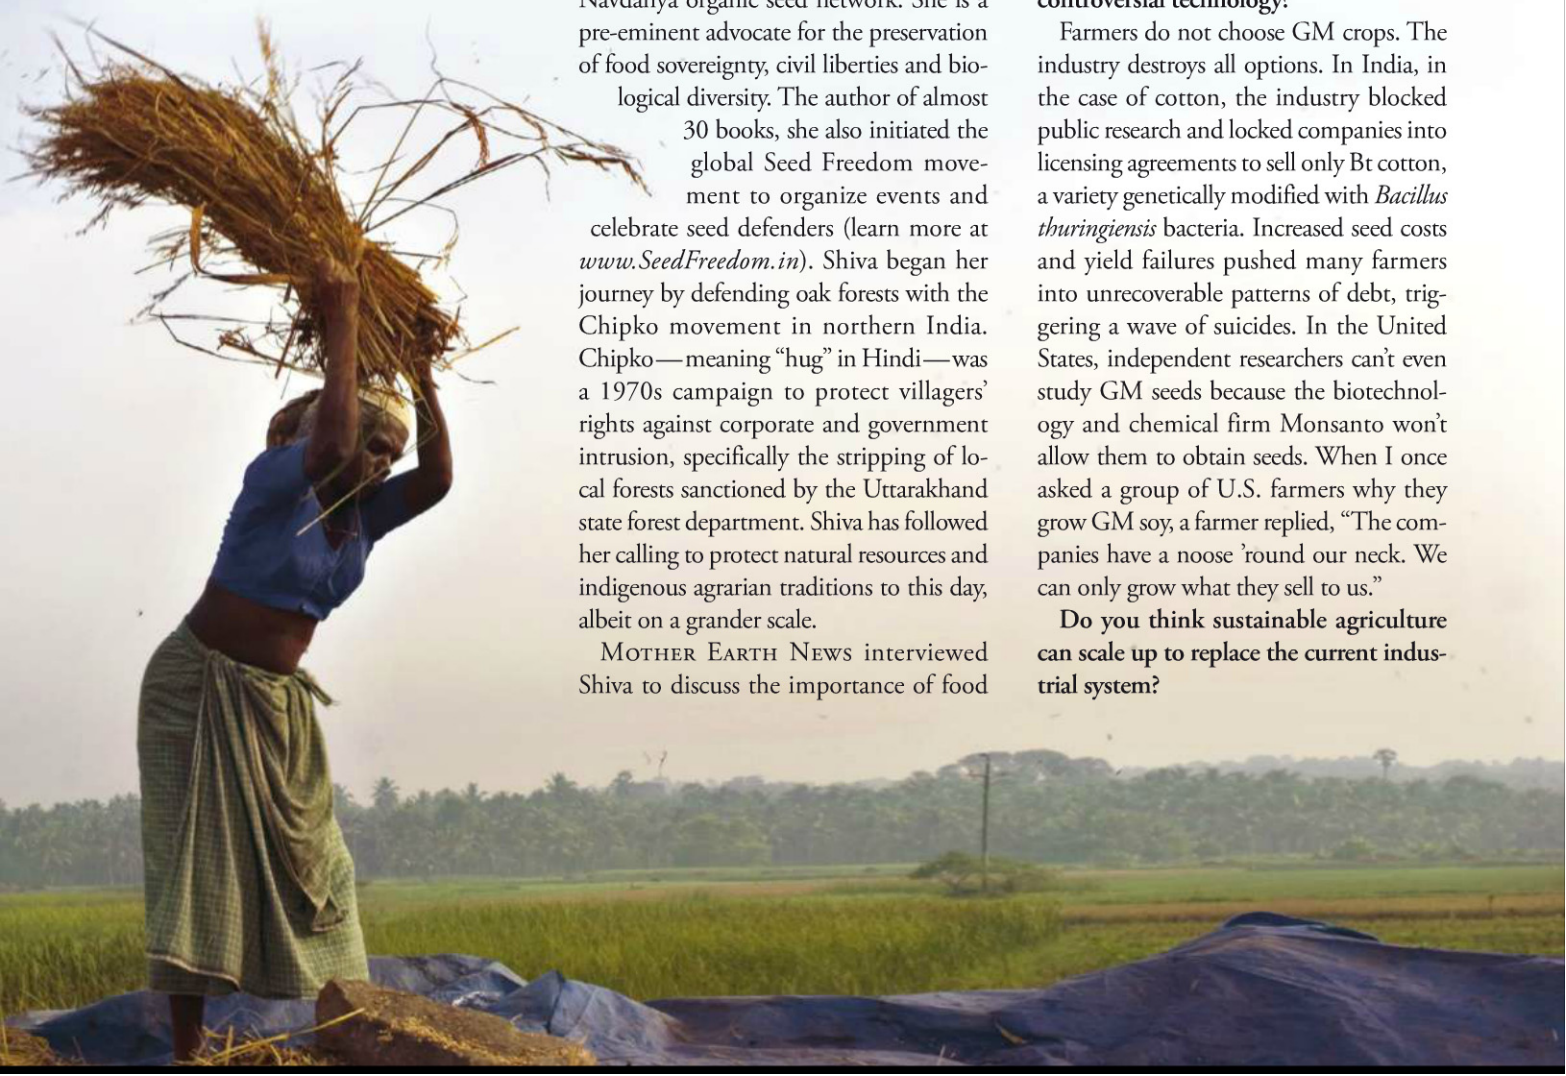 Navdanya organic seed network. She is a
pre-eminent advocate for the preservation
of food sovereignty, civil liberties and bio-
logical diversity. The author of almost
30 books, she also initiated the
global Seed Freedom move-
ment to organize events and
celebrate seed defenders (learn more at
www.SeedFreedom.in). Shiva began her
journey by defending oak forests with the
Chipko movement in northern India.
Chipko—meaning “hug” in Hindi—was
a 1970s campaign to protect villagers’
rights against corporate and government
intrusion, specifically the stripping of lo-
cal forests sanctioned by the Uttarakhand
state forest department. Shiva has followed
her calling to protect natural resources and
indigenous agrarian traditions to this day,
albeit on a grander scale.
MOTHER EARTH NEWS interviewed
Shiva to discuss the importance of food
controversial technology?
Farmers do not choose GM crops. The
industry destroys all options. In India, in
the case of cotton, the industry blocked
public research and locked companies into
licensing agreements to sell only Bt cotton,
a variety genetically modified with Bacillus
thuringiensis bacteria. Increased seed costs
and yield failures pushed many farmers
into unrecoverable patterns of debt, trig-
gering a wave of suicides. In the United
States, independent researchers can’t even
study GM seeds because the biotechnol-
ogy and chemical firm Monsanto won’t
allow them to obtain seeds. When I once
asked a group of U.S. farmers why they
grow GM soy, a farmer replied, “The com-
panies have a noose ’round our neck. We
can only grow what they sell to us.”
Do you think sustainable agriculture
can scale up to replace the current indus-
trial system?